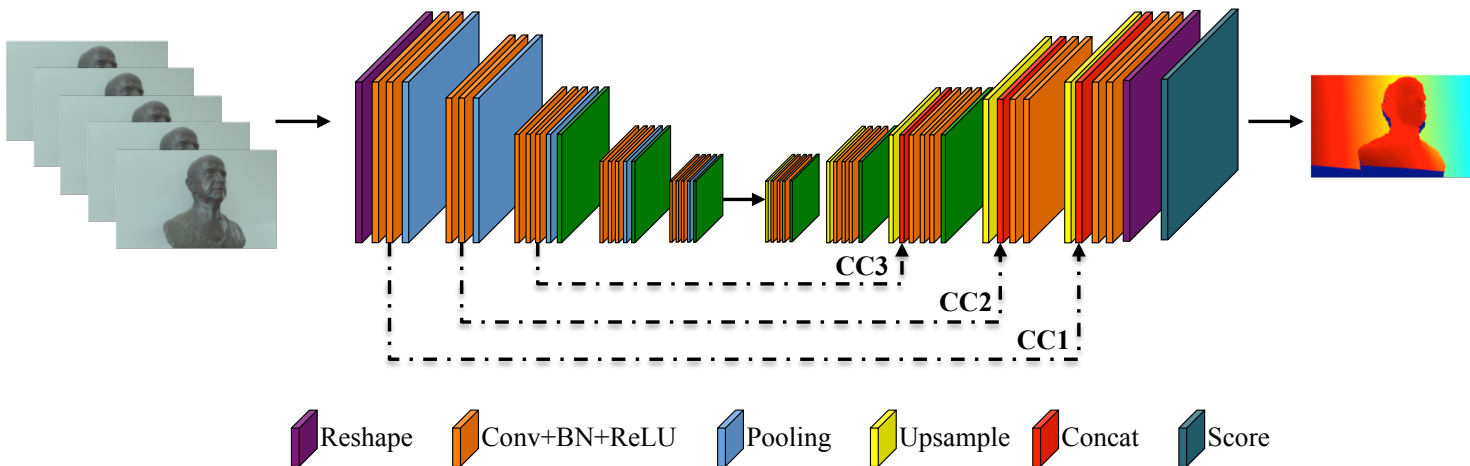 CC3
CC2
CC1
Reshape Conv+BN+ReLU Pooling Upsample Concat Score